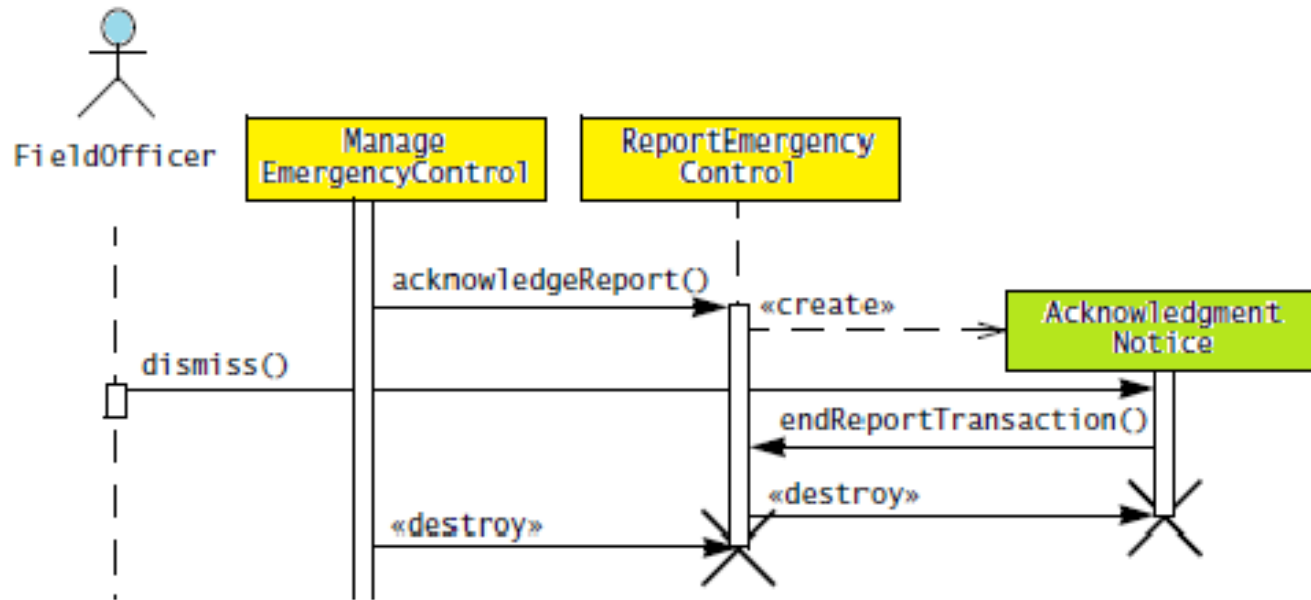 FieldOfficer
Manage
EmergencyControl
ReportEmergency
Control
acknowledgeReport()
«create»
Acknowledgment
Notice
dismiss()
endReportTransaction()
«destroy»
«destroy»